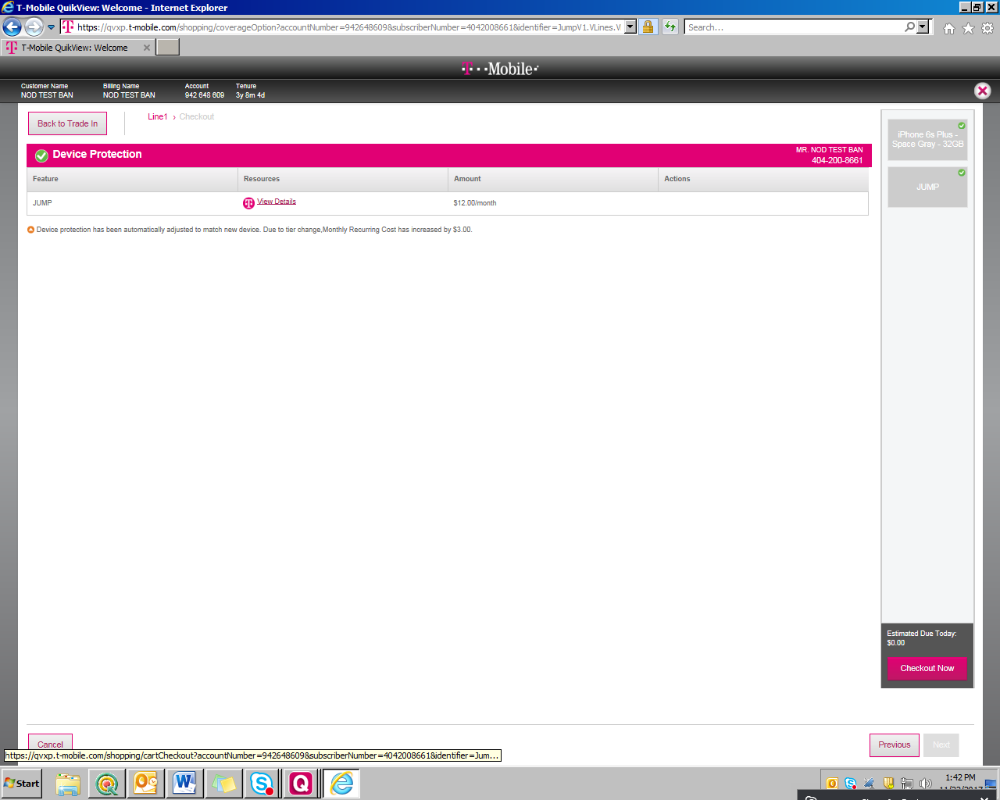 T-Mobile QuikView: Welcome - Internet Explorer
https://qvxp.t-mobile.com/shopping/coverageOption?accountNumber=942648609&subscriberNumber=4042008661&identifier=JumpV1.VLines.V
Search...
T-Mobile QuikView: Welcome
T··Mobile·
Customer Name
Billing Name
Account
Tenure
NOD TEST BAN
NOD TEST BAN
942 648 609
3y 8m 4d
Back to Trade In
Line1 › Checkout
Device Protection
MR. NOD TEST BAN
404-200-8661
Feature
Resources
Amount
Actions
JUMP
View Details
$12.00/month
Device protection has been automatically adjusted to match new device. Due to tier change,Monthly Recurring Cost has increased by $3.00.
iPhone 6s Plus -
Space Gray - 32GB
JUMP
Estimated Due Today:
$0.00
Checkout Now
Cancel
Previous
Next
https://qvxp.t-mobile.com/shopping/cartCheckout?accountNumber=942648609&subscriberNumber=4042008661&identifier=Jum...
Start
1:42 PM